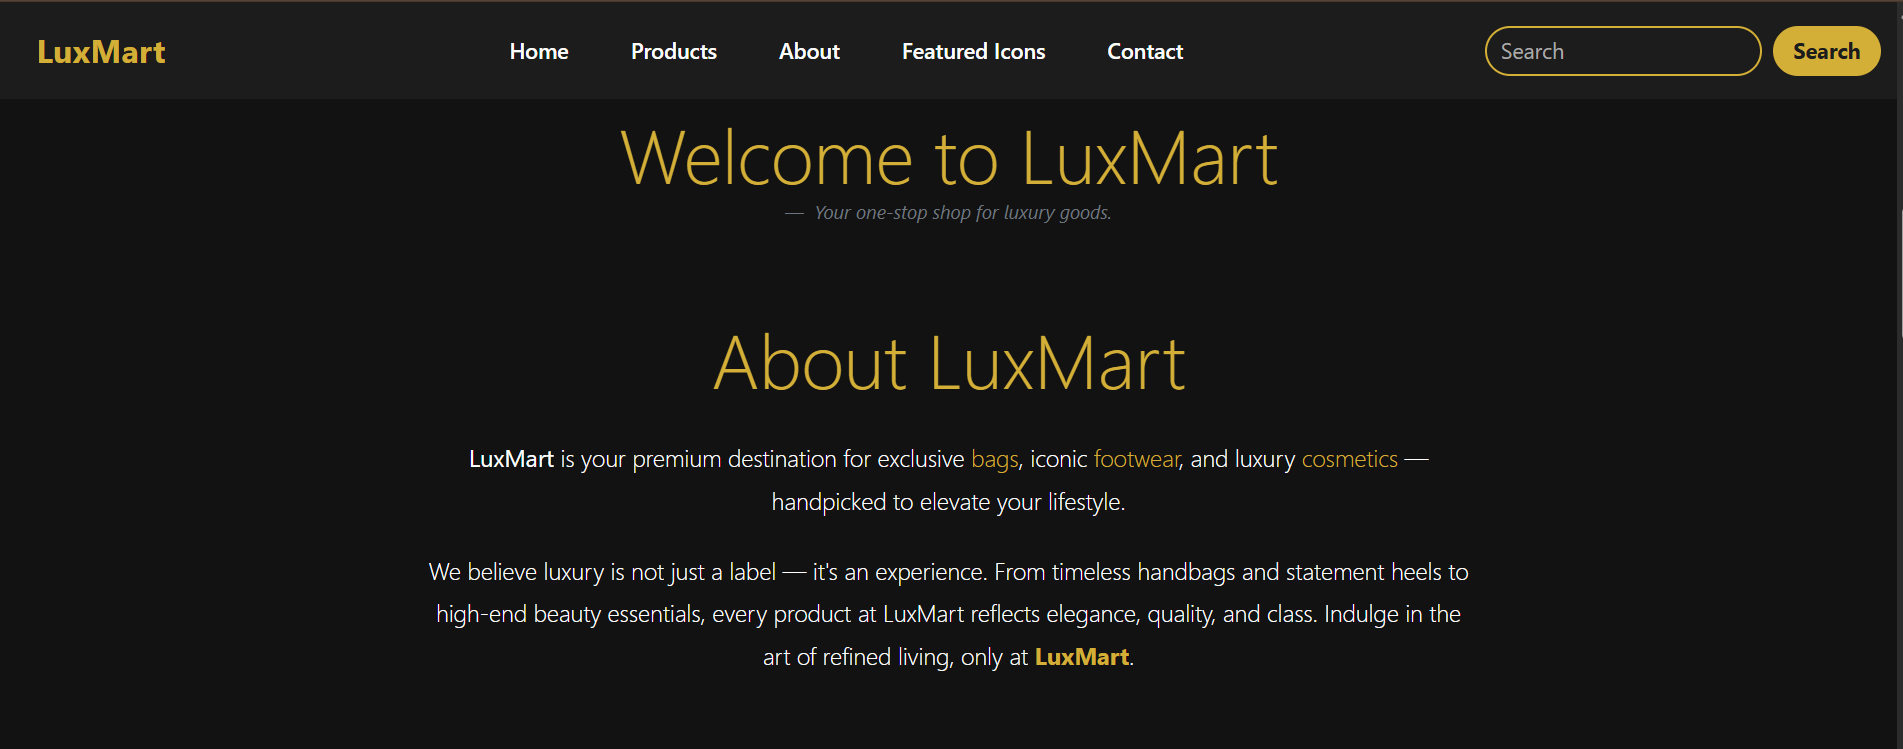 LuxMart
Home Products About Featured Icons Contact
Search Search
Welcome to LuxMart
— Your one-stop shop for luxury goods.
About LuxMart
LuxMart is your premium destination for exclusive bags, iconic footwear, and luxury cosmetics —
handpicked to elevate your lifestyle.
We believe luxury is not just a label — it's an experience. From timeless handbags and statement heels to
high-end beauty essentials, every product at LuxMart reflects elegance, quality, and class. Indulge in the
art of refined living, only at LuxMart.